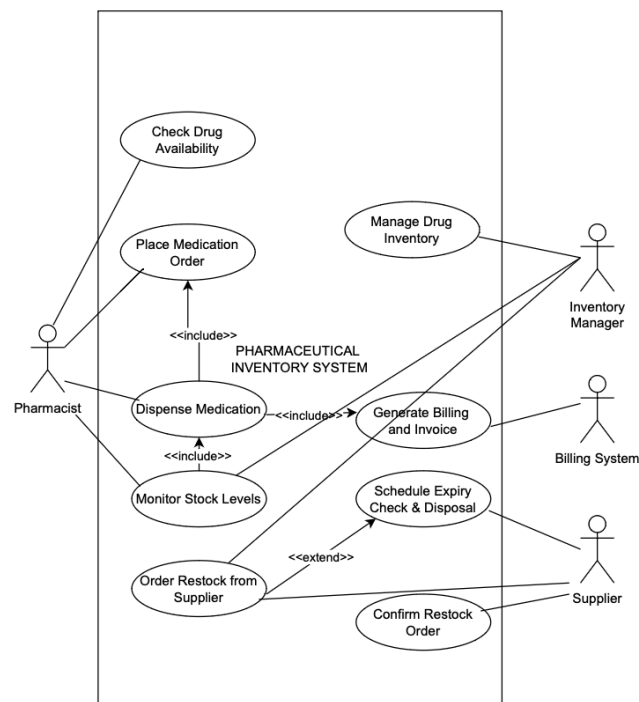 Check Drug
Availability
Manage Drug
Inventory
Place Medication
Order
Inventory
Manager
<<include>>
PHARMACEUTICAL
INVENTORY SYSTEM
Pharmacist
Dispense Medication
<<include>>
Generate Billing
and Invoice
Billing System
<<include>>
Monitor Stock Levels
Schedule Expiry
Check & Disposal
<<extend>>
Order Restock from
Supplier
Supplier
Confirm Restock
Order